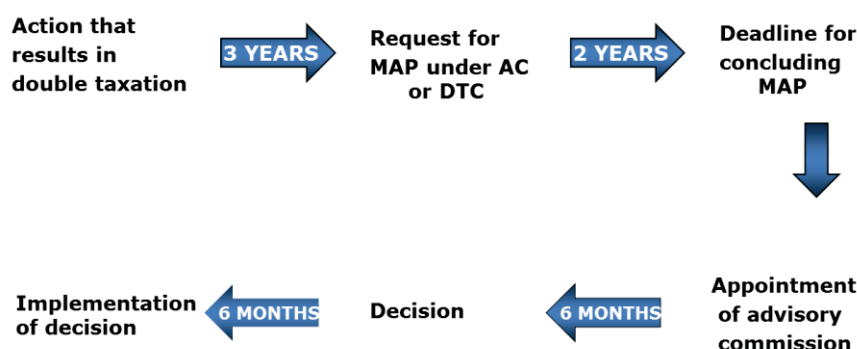 Action that
results in
double taxation
3 YEARS
Request for
MAP under AC
or DTC
2 YEARS
Deadline for
concluding
MAP
Appointment
of advisory
commission
6 MONTHS
Decision
6 MONTHS
Implementation
of decision